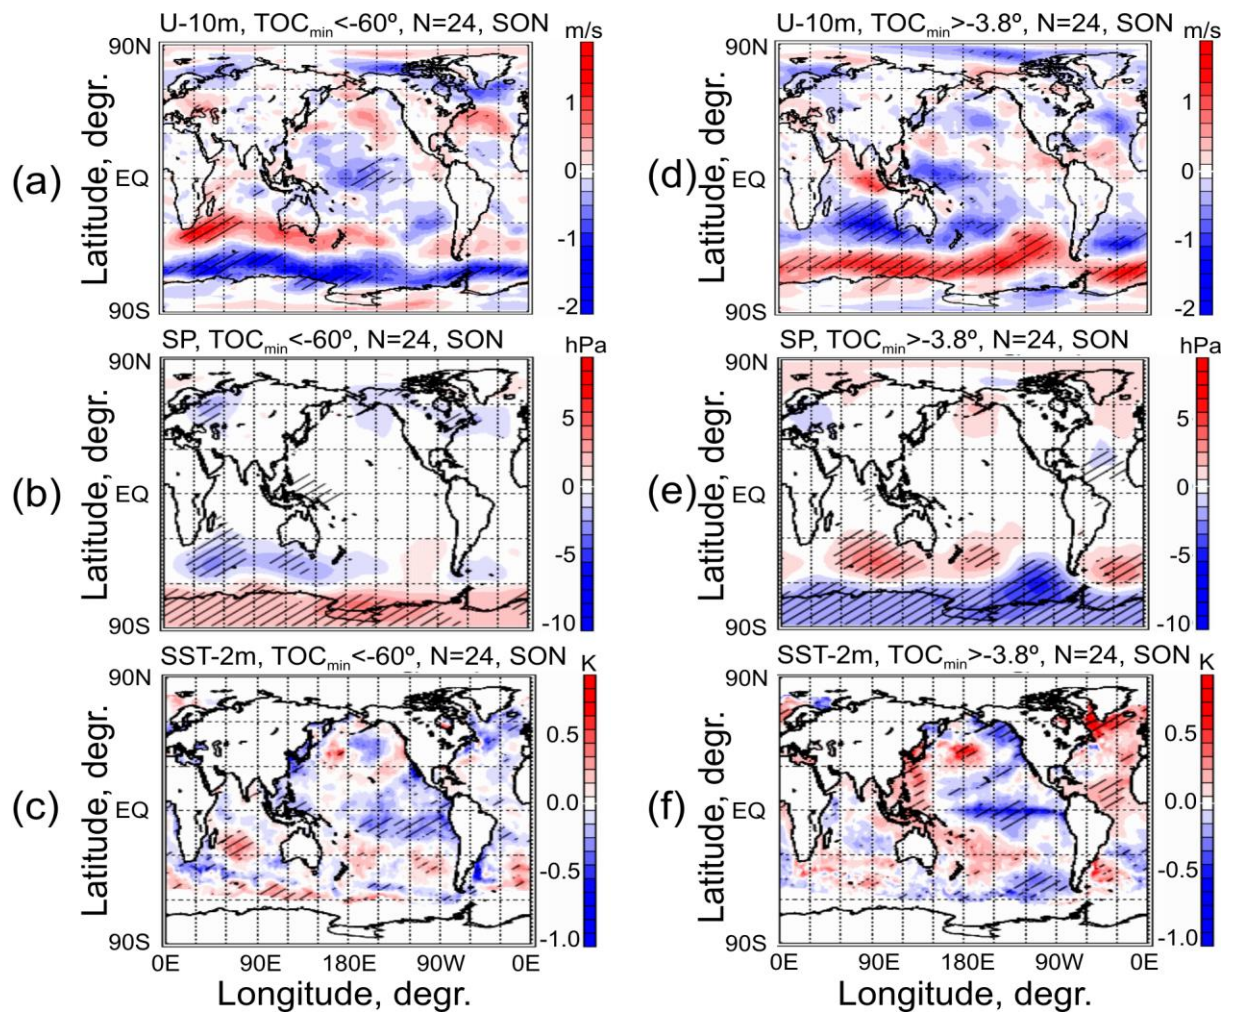 U-10m, TOCmin<-60º, N=24, SON
m/s
90N
EQ
90S
Latitude, degr.
(a)
1
0
-1
-2
U-10m, TOCmin>-3.8º, N=24, SON
m/s
90N
EQ
90S
Latitude, degr.
(d)
1
0
-1
-2
SP, TOCmin<-60º, N=24, SON
hPa
90N
EQ
90S
Latitude, degr.
(b)
5
0
-5
-10
SP, TOCmin>-3.8º, N=24, SON
hPa
90N
EQ
90S
Latitude, degr.
(e)
5
0
-5
-10
SST-2m, TOCmin<-60º, N=24, SON
K
90N
EQ
90S
Latitude, degr.
(c)
0.5
0.0
-0.5
-1.0
0E 90E 180E 90W 0E
Longitude, degr.
SST-2m, TOCmin>-3.8º, N=24, SON
K
90N
EQ
90S
Latitude, degr.
(f)
0.5
0.0
-0.5
-1.0
0E 90E 180E 90W 0E
Longitude, degr.